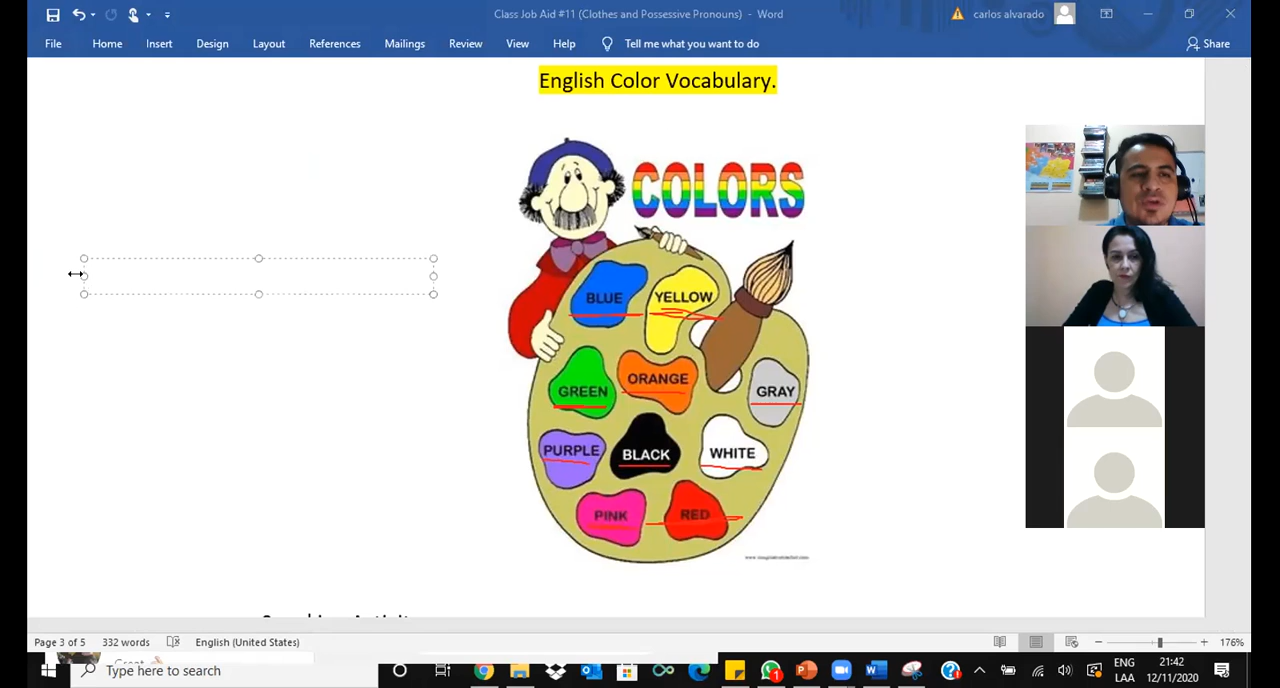 Class Job Aid #11 (Clothes and Possessive Pronouns) - Word
carlos alvarado
File Home Insert Design Layout References Mailings Review View Help Tell me what you want to do Share
English Color Vocabulary.
COLORS
BLUE YELLOW
GREEN ORANGE GRAY
PURPLE BLACK WHITE
PINK RED
Page 3 of 5 332 words English (United States) 176%
Type here to search
1
ENG
LAA
21:42
12/11/2020